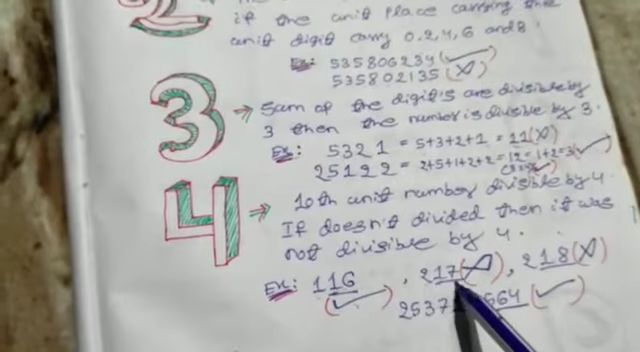 2
if the unit place carrying the
unit digit carry 0.2,4,6 and 8.
Ex: 535806234 (✓)
535802135 (X)
3 → Sum of the digit's are divisible by
3 then the number is divisible by 3.
Ex: 5321 = 5+3+2+1 = 11(X)
25122 = 2+5+1+2+2=12=1+2=3(✓)
4 → 10th unit number divisible by 4.
If doesn't divided then it was
not divisible by 4.
Ex: 116 (✓), 217(X), 218(X)
2537 564 (✓)